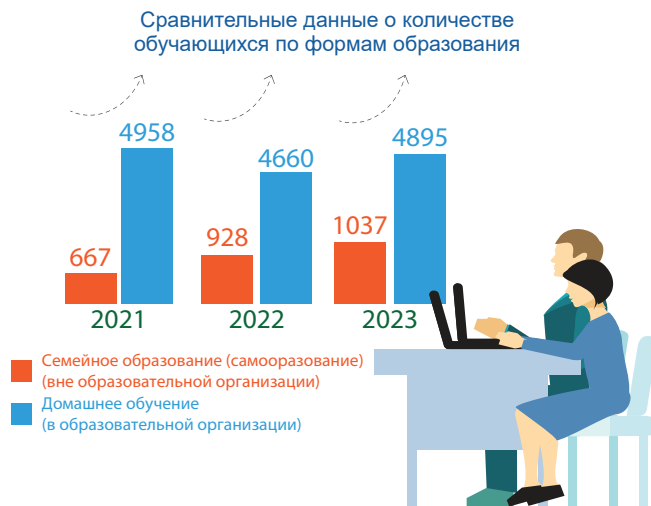 Сравнительные данные о количестве
обучающихся по формам образования
4958
4660
4895
667
928
1037
2021
2022
2023
Семейное образование (самооразование)
(вне образовательной организации)
Домашнее обучение
(в образовательной организации)